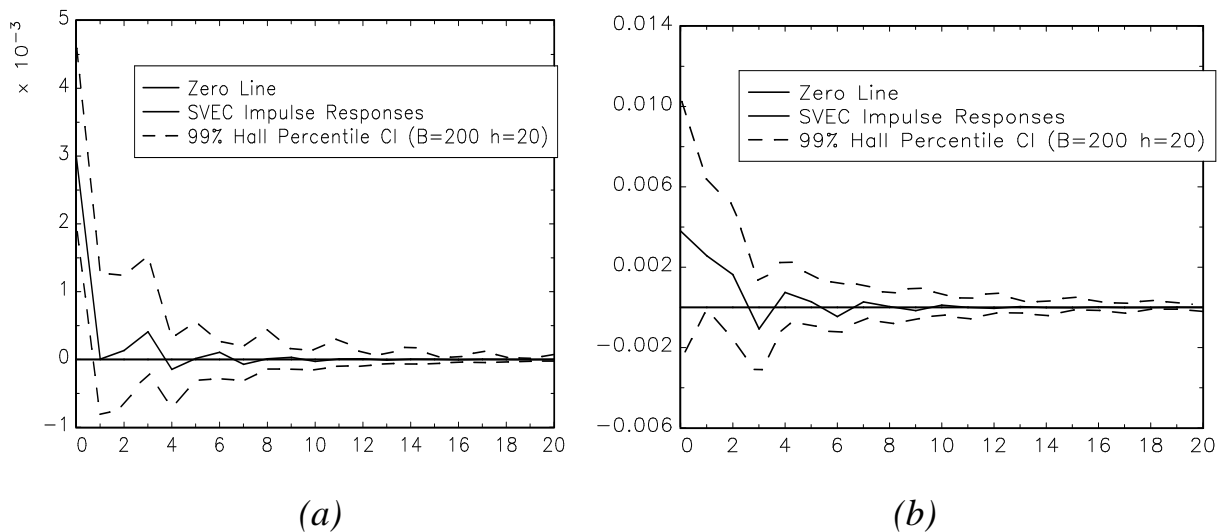 5
4
3
2
1
0
−1
× 10⁻³
Zero Line
SVEC Impulse Responses
99% Hall Percentile CI (B=200 h=20)
0 2 4 6 8 10 12 14 16 18 20
(a)
0.014
0.010
0.006
0.002
−0.002
−0.006
Zero Line
SVEC Impulse Responses
99% Hall Percentile CI (B=200 h=20)
0 2 4 6 8 10 12 14 16 18 20
(b)